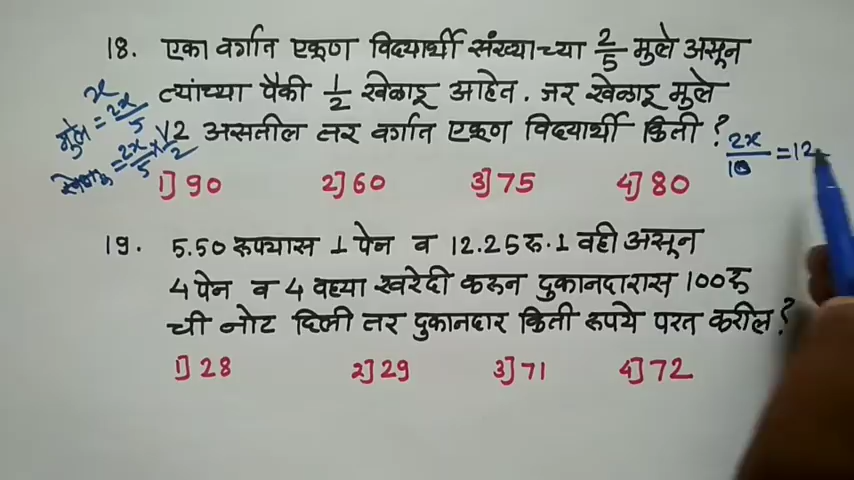 18. एका वर्गात एकूण विद्यार्थी संख्याच्या 2/5 मुले असून
त्यांच्या पैकी 1/2 खेळाडू आहेत. जर खेळाडू मुले
12 असतील तर वर्गात एकूण विद्यार्थी किती?
1] 90 2] 60 3] 75 4] 80
x
मुले = 2x/5
खेळाडू = 2x/5 × 1/2
2x/10 = 12
19. 5.50 रुपयास 1 पेन व 12.25 रु. 1 वही असून
4 पेन व 4 वह्या खरेदी करुन दुकानदारास 100 रु
ची नोट दिली तर दुकानदार किती रुपये परत करील?
1] 28 2] 29 3] 71 4] 72